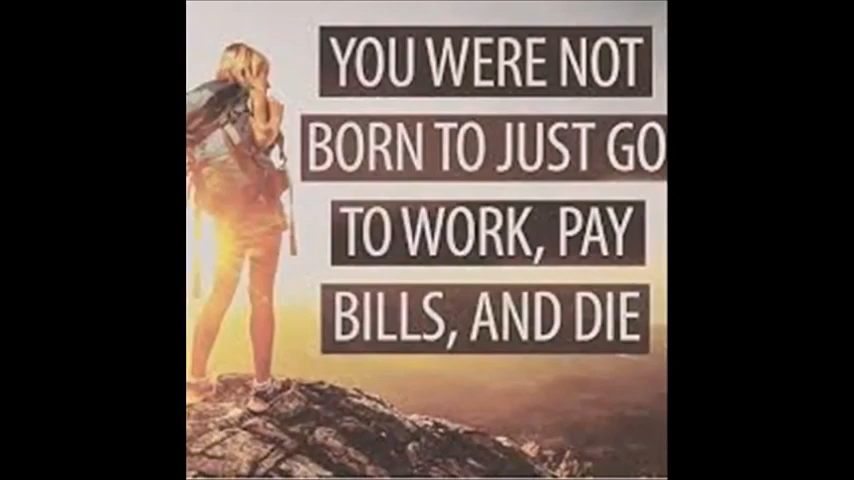 YOU WERE NOT
BORN TO JUST GO
TO WORK, PAY
BILLS, AND DIE